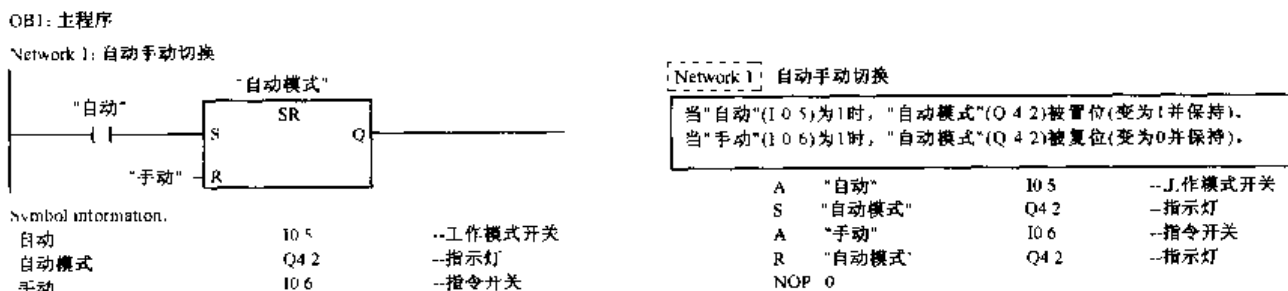 OB1: 主程序
Network 1: 自动手动切换
"自动模式"
"自动"
SR
S
Q
"手动"
R
Symbol information.
自动 I0 5 --工作模式开关
自动模式 Q4 2 --指示灯
手动 I0 6 --指令开关
Network 1: 自动手动切换
当"自动"(I 0 5)为1时，"自动模式"(Q 4 2)被置位(变为1并保持)。
当"手动"(I 0 6)为1时，"自动模式"(Q 4 2)被复位(变为0并保持)。
A "自动" I0 5 --工作模式开关
S "自动模式" Q4 2 --指示灯
A "手动" I0 6 --指令开关
R "自动模式" Q4 2 --指示灯
NOP 0